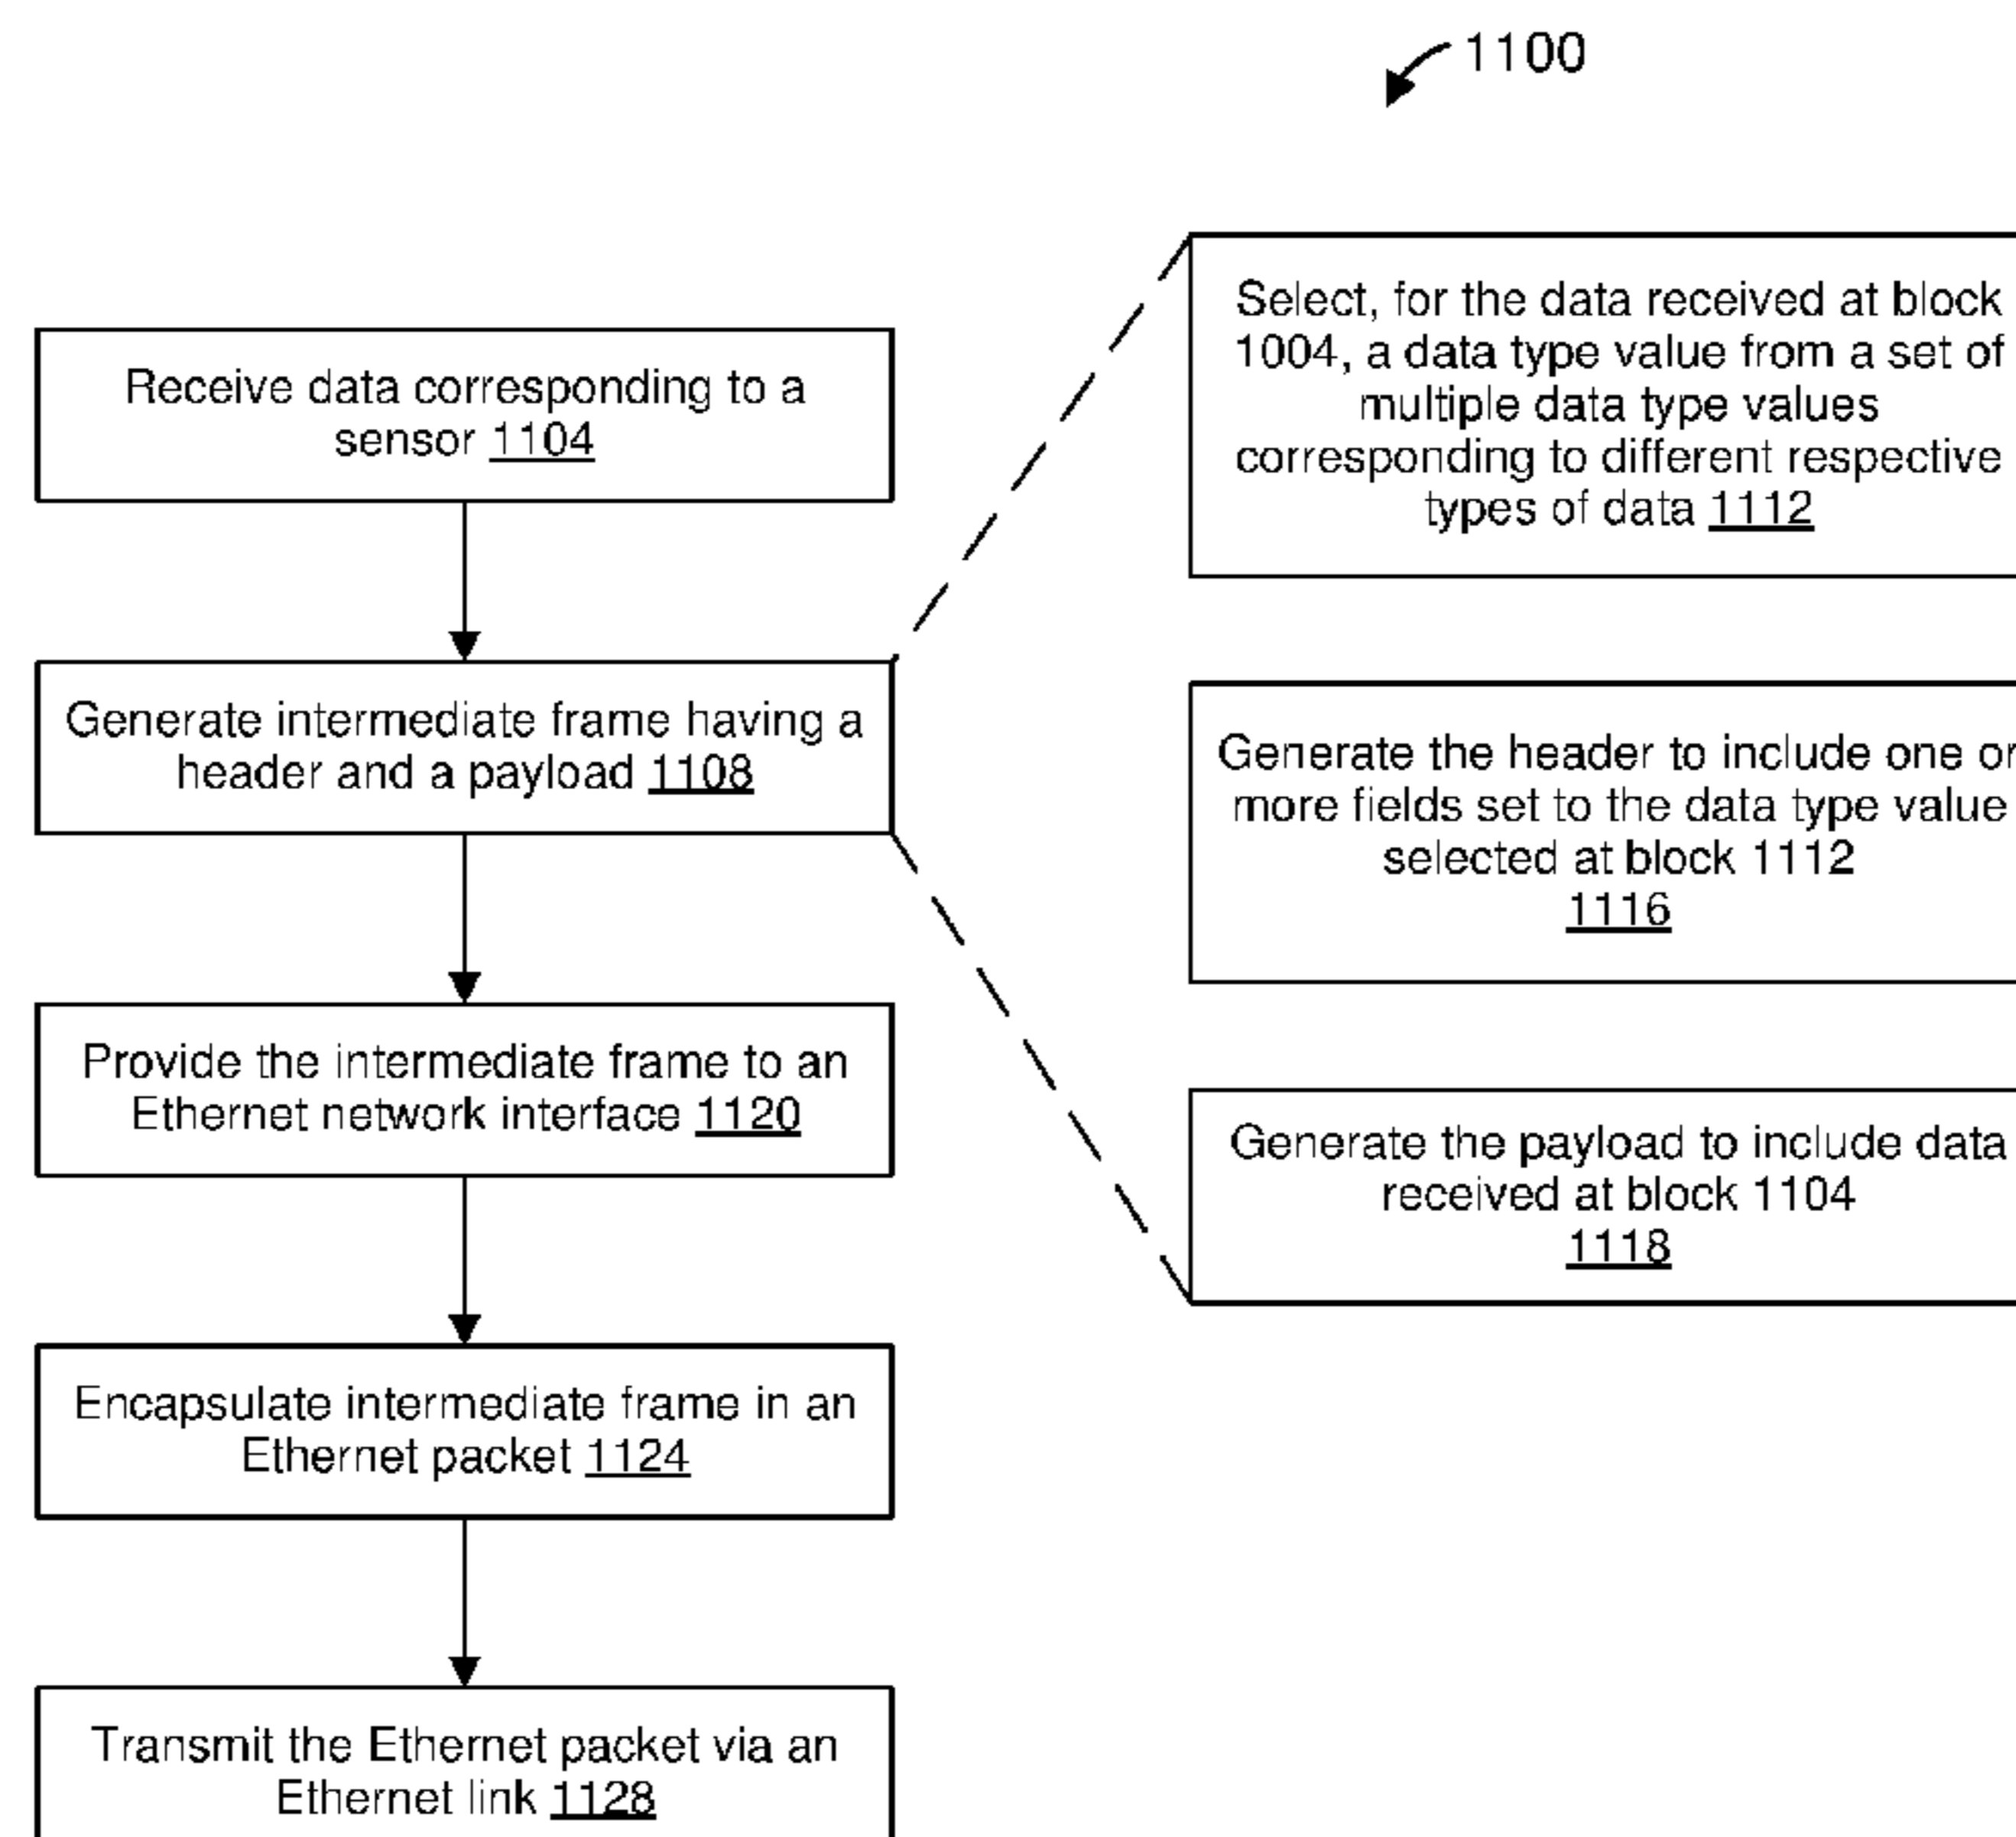 1100
Receive data corresponding to a
sensor 1104
Generate intermediate frame having a
header and a payload 1108
Provide the intermediate frame to an
Ethernet network interface 1120
Encapsulate intermediate frame in an
Ethernet packet 1124
Transmit the Ethernet packet via an
Ethernet link 1128
Select, for the data received at block
1004, a data type value from a set of
multiple data type values
corresponding to different respective
types of data 1112
Generate the header to include one or
more fields set to the data type value
selected at block 1112
1116
Generate the payload to include data
received at block 1104
1118